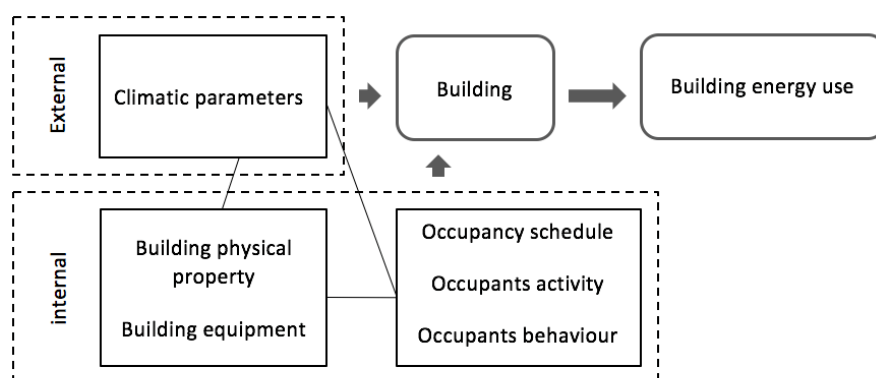 External
Climatic parameters
Building
Building energy use
internal
Building physical
property
Building equipment
Occupancy schedule
Occupants activity
Occupants behaviour